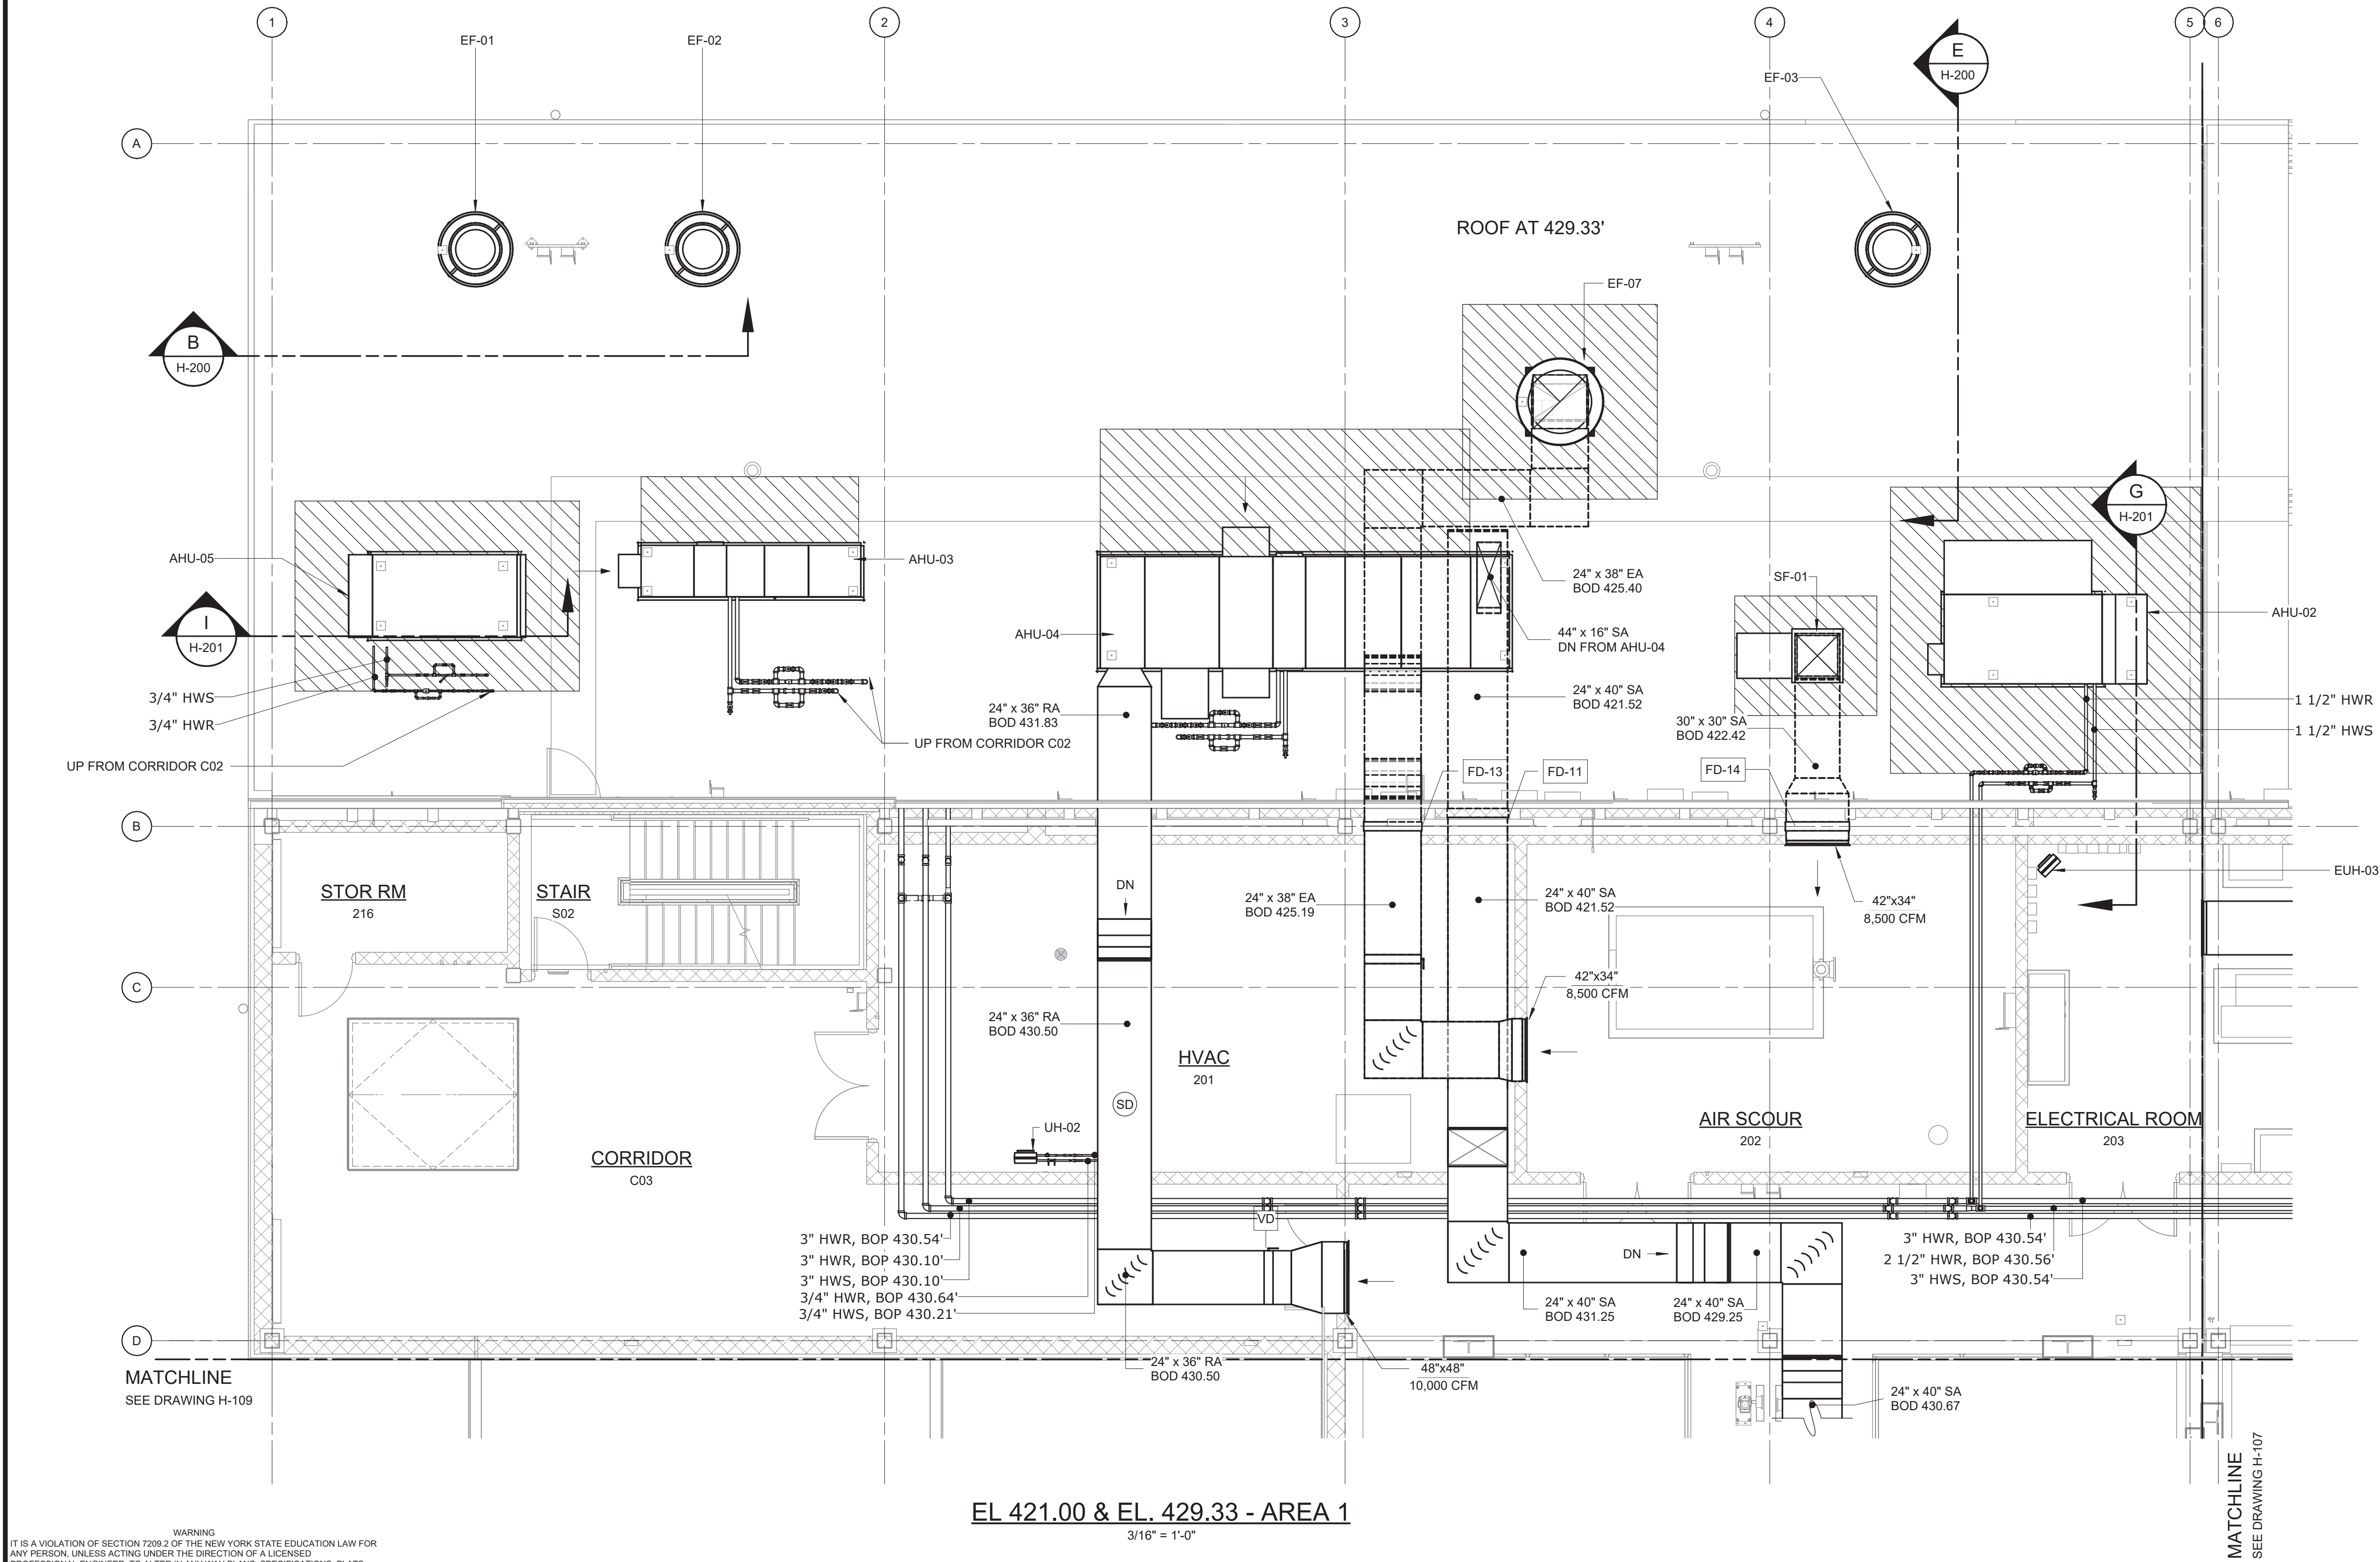 1
2
3
4
5
6
EF-01
EF-02
E
H-200
EF-03
A
ROOF AT 429.33'
EF-07
B
H-200
G
H-201
AHU-05
AHU-03
24" x 38" EA
BOD 425.40
SF-01
AHU-02
I
H-201
AHU-04
44" x 16" SA
DN FROM AHU-04
3/4" HWS
3/4" HWR
24" x 36" RA
BOD 431.83
24" x 40" SA
BOD 421.52
30" x 30" SA
BOD 422.42
1 1/2" HWR
1 1/2" HWS
UP FROM CORRIDOR C02
UP FROM CORRIDOR C02
FD-13
FD-11
FD-14
B
STOR RM
216
STAIR
S02
DN
24" x 38" EA
BOD 425.19
24" x 40" SA
BOD 421.52
42"x34"
8,500 CFM
EUH-03
C
42"x34"
8,500 CFM
24" x 36" RA
BOD 430.50
HVAC
201
SD
UH-02
AIR SCOUR
202
ELECTRICAL ROOM
203
CORRIDOR
C03
VD
3" HWR, BOP 430.54'
3" HWR, BOP 430.10'
3" HWS, BOP 430.10'
3/4" HWR, BOP 430.64'
3/4" HWS, BOP 430.21'
DN
3" HWR, BOP 430.54'
2 1/2" HWR, BOP 430.56'
3" HWS, BOP 430.54'
24" x 40" SA
BOD 431.25
24" x 40" SA
BOD 429.25
D
24" x 36" RA
BOD 430.50
48"x48"
10,000 CFM
24" x 40" SA
BOD 430.67
MATCHLINE
SEE DRAWING H-109
MATCHLINE
SEE DRAWING H-107
EL 421.00 & EL. 429.33 - AREA 1
3/16" = 1'-0"
WARNING
IT IS A VIOLATION OF SECTION 7209.2 OF THE NEW YORK STATE EDUCATION LAW FOR
ANY PERSON, UNLESS ACTING UNDER THE DIRECTION OF A LICENSED
PROFESSIONAL ENGINEER, TO ALTER IN ANY WAY PLANS, SPECIFICATIONS, PLATS